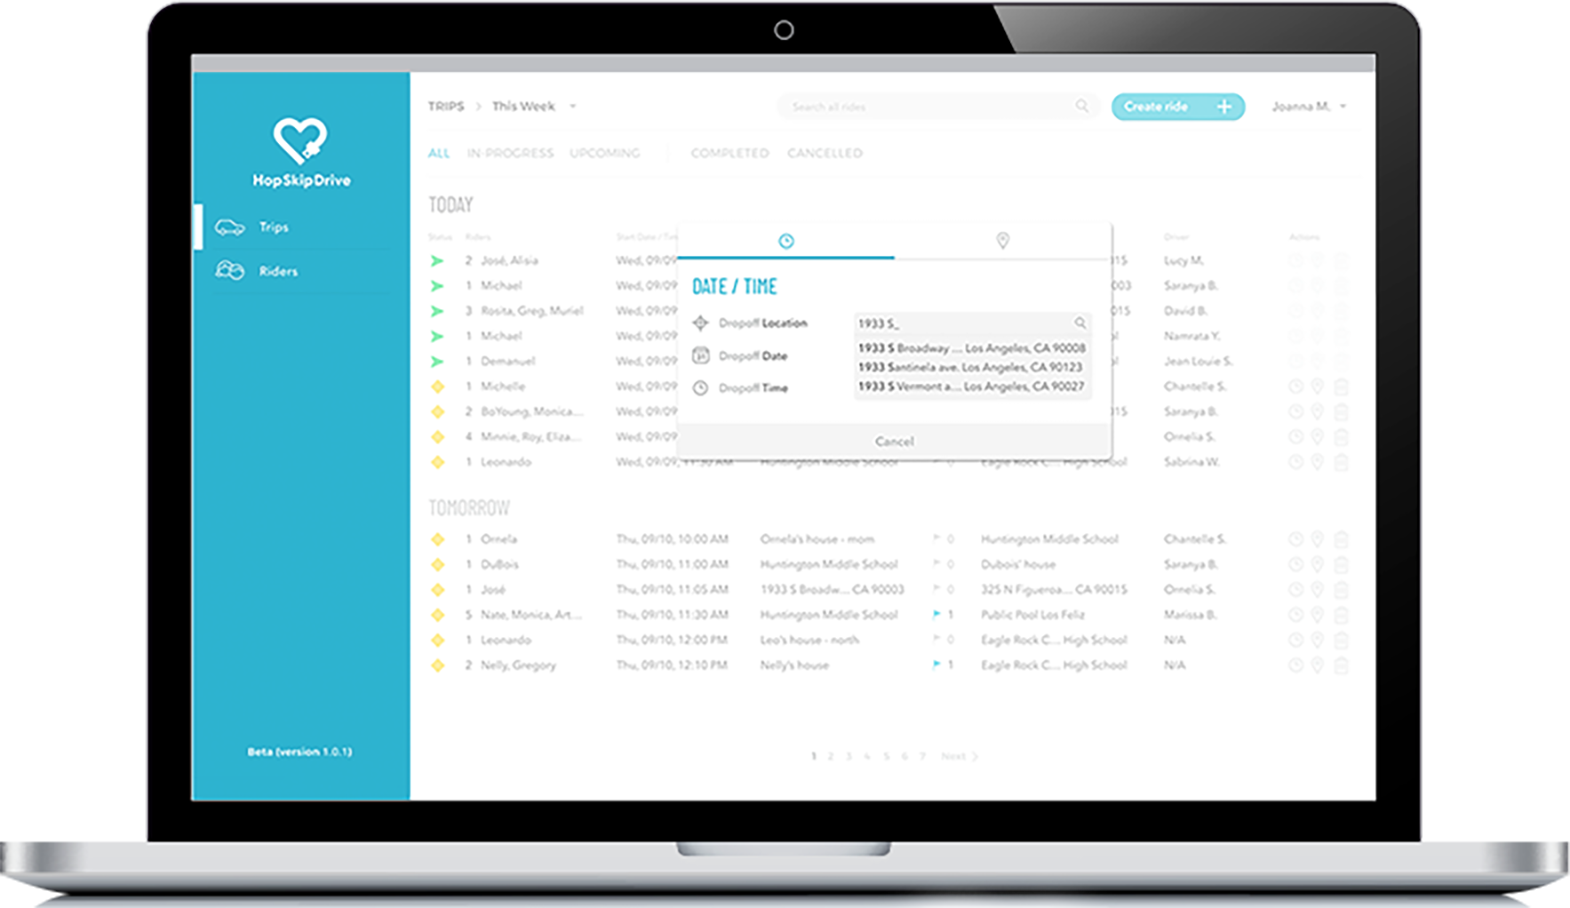 HopSkipDrive
Trips
Riders
Beta (version 1.0.1)
TRIPS > This Week
Search all rides
Create ride +
Joanna M.
ALL IN-PROGRESS UPCOMING COMPLETED CANCELLED
TODAY
Status Riders Start Date / Driver Actions
2 José, Alisia Wed, 09/09 15 Lucy M.
1 Michael Wed, 09/09 003 Saranya B.
3 Rosita, Greg, Muriel Wed, 09/09 015 David B.
1 Michael Wed, 09/09 Namrata Y.
1 Demanuel Wed, 09/09 Jean Louie S.
1 Michelle Wed, 09/09 Chantelle S.
2 BoYoung, Monica... Wed, 09/09 15 Saranya B.
4 Minnie, Roy, Eliza... Wed, 09/09 Ornelia S.
1 Leonardo Wed, 09/09, 11:30 AM Huntington Middle School 0 Eagle Rock C... High School Sabrina W.
DATE / TIME
Dropoff Location 1933 S_
1933 S Broadway ... Los Angeles, CA 90008
1933 Santinela ave. Los Angeles, CA 90123
1933 S Vermont a... Los Angeles, CA 90027
Dropoff Date
Dropoff Time
Cancel
TOMORROW
1 Ornela Thu, 09/10, 10:00 AM Ornela's house - mom 0 Huntington Middle School Chantelle S.
1 DuBois Thu, 09/10, 11:00 AM Huntington Middle School 0 Dubois' house Saranya B.
1 José Thu, 09/10, 11:05 AM 1933 S Broadw... CA 90003 0 325 N Figueroa... CA 90015 Ornelia S.
5 Nate, Monica, Art... Thu, 09/10, 11:30 AM Huntington Middle School 1 Public Pool Los Feliz Marissa B.
1 Leonardo Thu, 09/10, 12:00 PM Leo's house - north 0 Eagle Rock C... High School N/A
2 Nelly, Gregory Thu, 09/10, 12:10 PM Nelly's house 1 Eagle Rock C... High School N/A
1 2 3 4 5 6 7 Next >